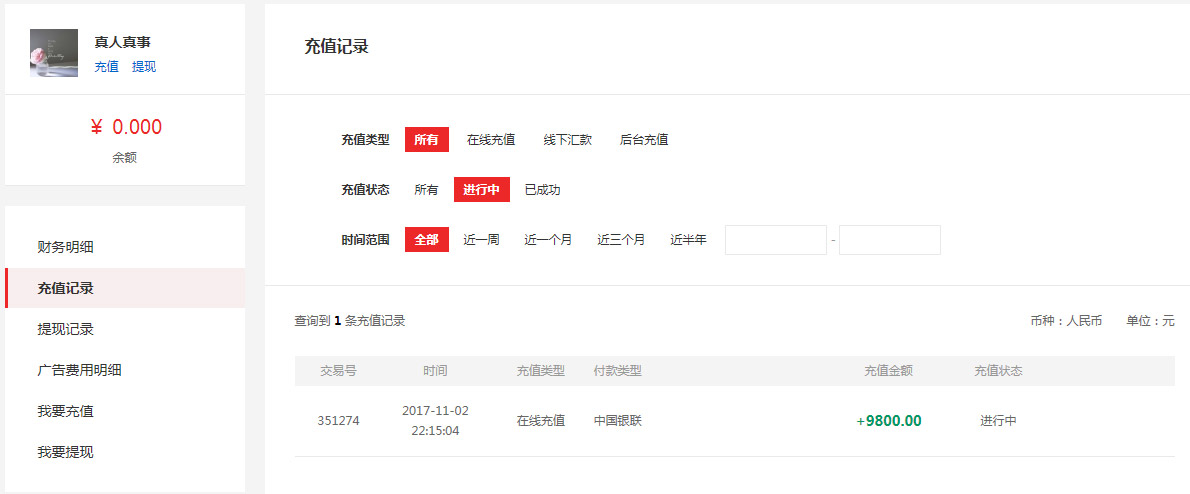 真人真事
充值 提现
¥ 0.000
余额
财务明细
充值记录
提现记录
广告费用明细
我要充值
我要提现
充值记录
充值类型 所有 在线充值 线下汇款 后台充值
充值状态 所有 进行中 已成功
时间范围 全部 近一周 近一个月 近三个月 近半年 -
查询到 1 条充值记录 币种：人民币 单位：元
交易号 时间 充值类型 付款类型 充值金额 充值状态
351274 2017-11-02 22:15:04 在线充值 中国银联 +9800.00 进行中